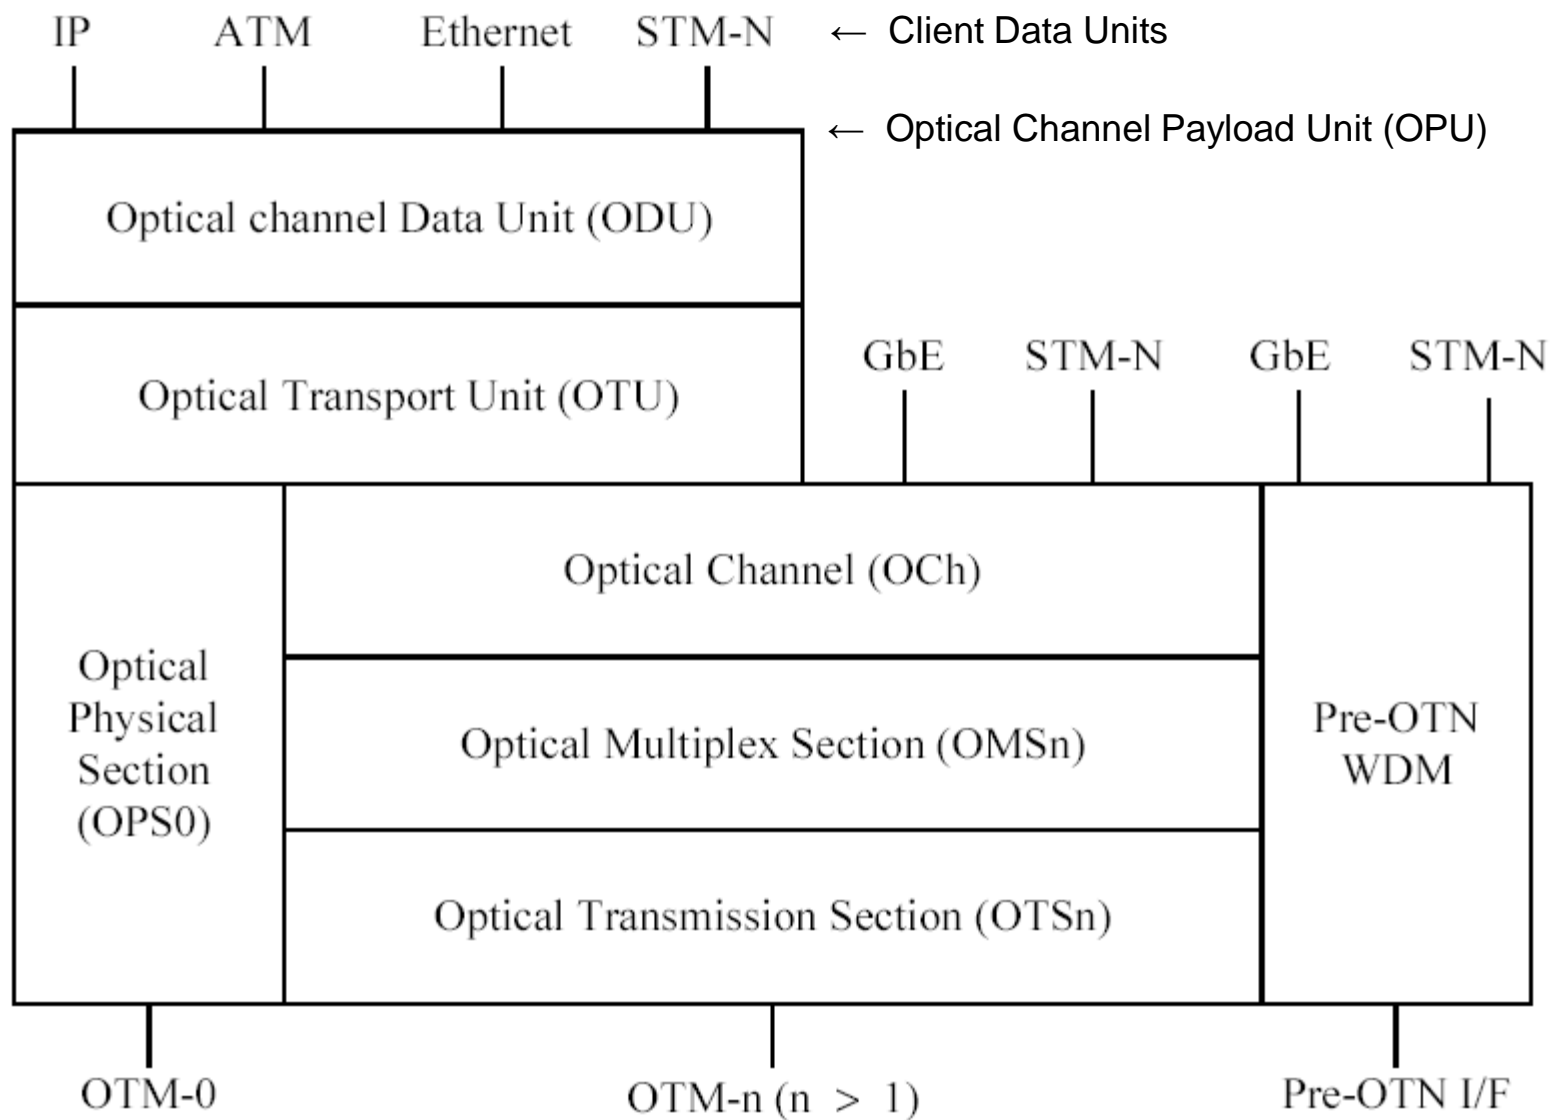 IP ATM Ethernet STM-N ← Client Data Units
← Optical Channel Payload Unit (OPU)
Optical channel Data Unit (ODU)
Optical Transport Unit (OTU)
GbE STM-N GbE STM-N
Optical Channel (OCh)
Optical
Physical
Section
(OPS0)
Optical Multiplex Section (OMSn)
Pre-OTN
WDM
Optical Transmission Section (OTSn)
OTM-0 OTM-n (n > 1) Pre-OTN I/F